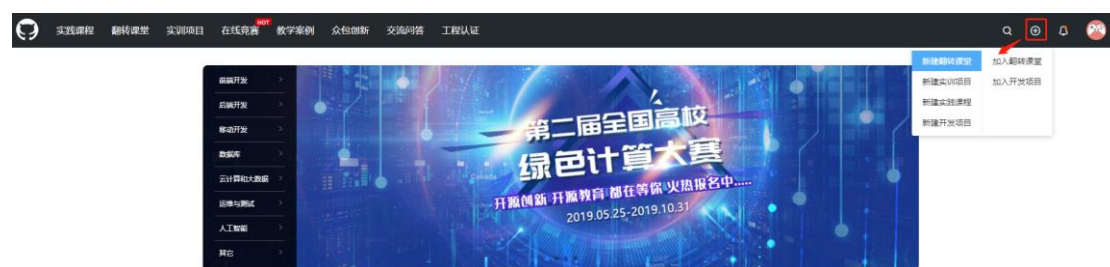 实践课程 翻转课堂 实训项目 在线竞赛 HOT 教学案例 众包创新 交流问答 工程认证
新建翻转课堂 加入翻转课堂
新建实训项目 加入开发项目
新建实践课程
新建开发项目
前端开发
后端开发
移动开发
数据库
云计算和大数据
运维与测试
人工智能
其它
第二届全国高校
绿色计算大赛
开源创新 开源教育 都在等你 火热报名中.....
2019.05.25-2019.10.31